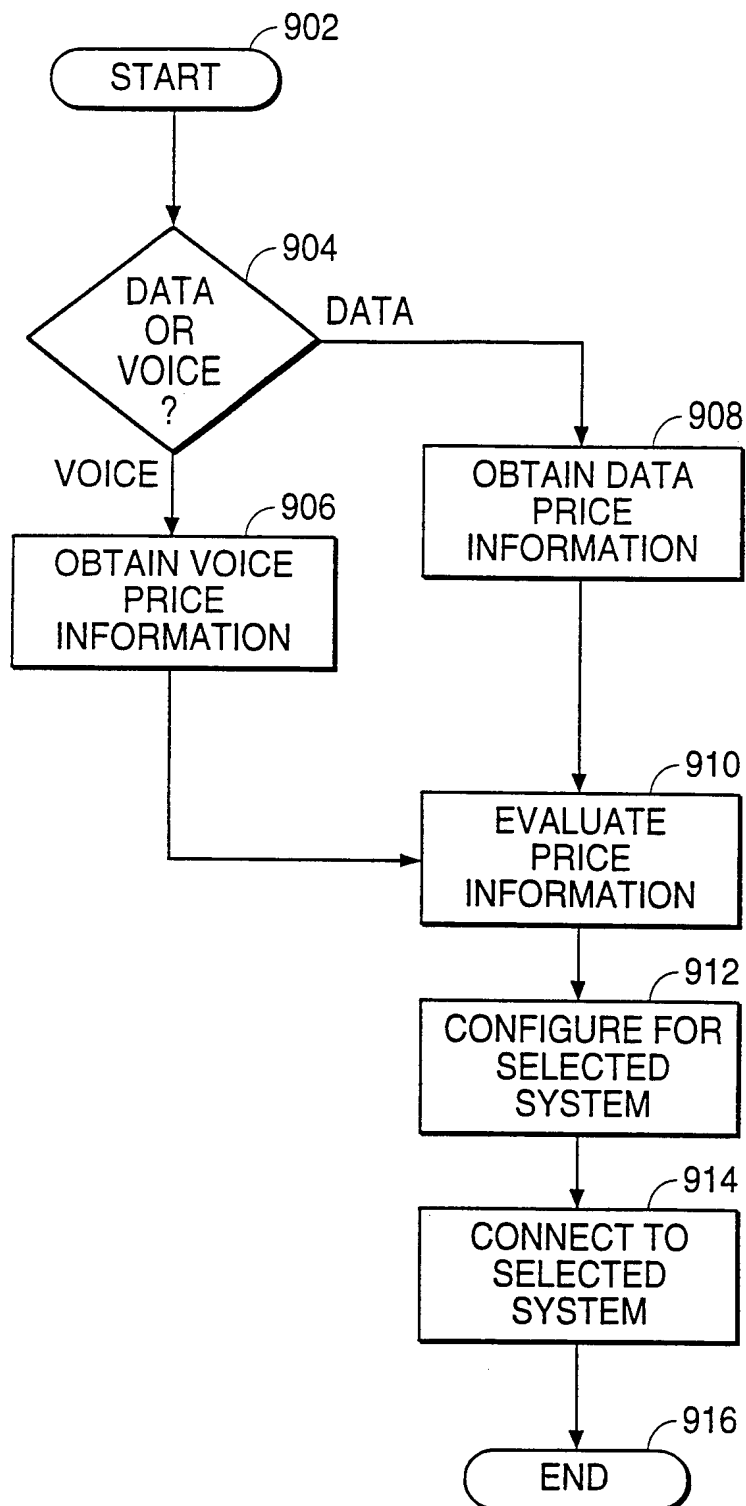 902
START
904
DATA
OR
VOICE
?
DATA
VOICE
908
OBTAIN DATA
PRICE
INFORMATION
906
OBTAIN VOICE
PRICE
INFORMATION
910
EVALUATE
PRICE
INFORMATION
912
CONFIGURE FOR
SELECTED
SYSTEM
914
CONNECT TO
SELECTED
SYSTEM
916
END